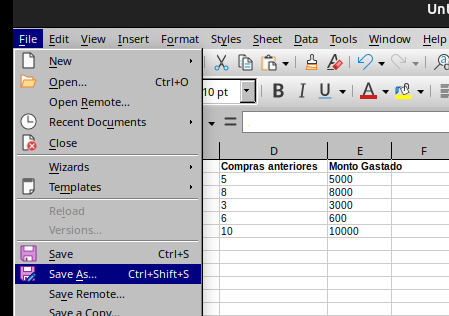 Unt
File Edit View Insert Format Styles Sheet Data Tools Window Help
New
Open... Ctrl+O
Open Remote...
Recent Documents
Close
Wizards
Templates
Reload
Versions...
Save Ctrl+S
Save As... Ctrl+Shift+S
Save Remote...
Save a Copy...
10 pt B I U A
=
D E F
Compras anteriores Monto Gastado
5 5000
8 8000
3 3000
6 600
10 10000